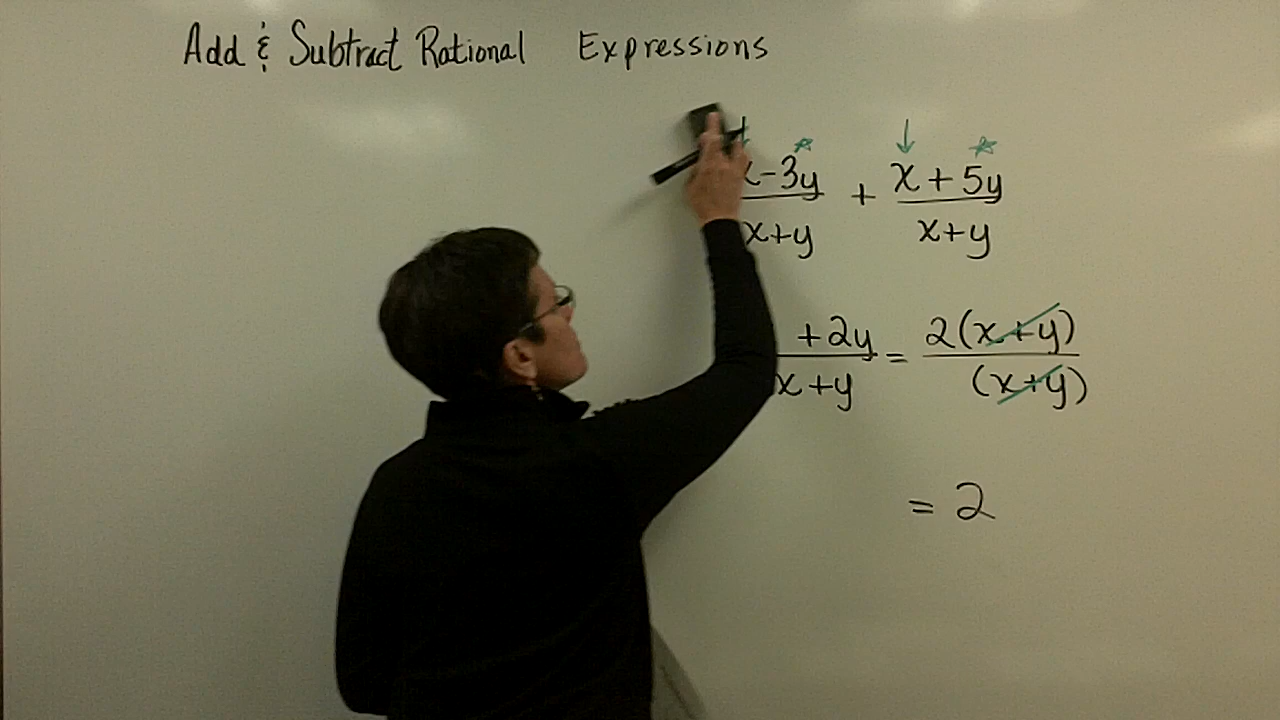 Add & Subtract Rational Expressions
x-3y + x+5y
x+y x+y
+2y = 2(x+y)
x+y (x+y)
= 2